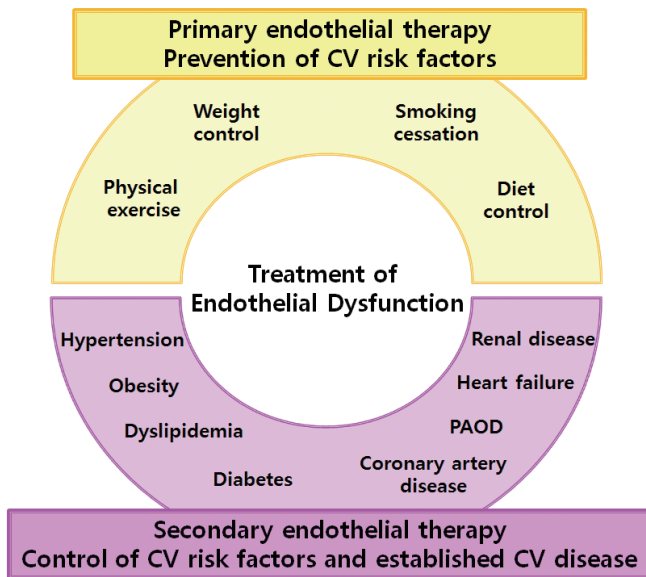 Primary endothelial therapy
Prevention of CV risk factors
Weight
control
Smoking
cessation
Physical
exercise
Diet
control
Treatment of
Endothelial Dysfunction
Hypertension
Renal disease
Obesity
Heart failure
Dyslipidemia
PAOD
Diabetes
Coronary artery
disease
Secondary endothelial therapy
Control of CV risk factors and established CV disease